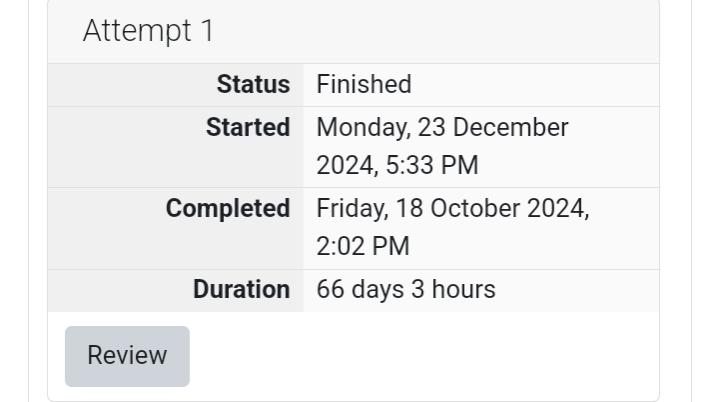 Attempt 1
Status Finished
Started Monday, 23 December
2024, 5:33 PM
Completed Friday, 18 October 2024,
2:02 PM
Duration 66 days 3 hours
Review